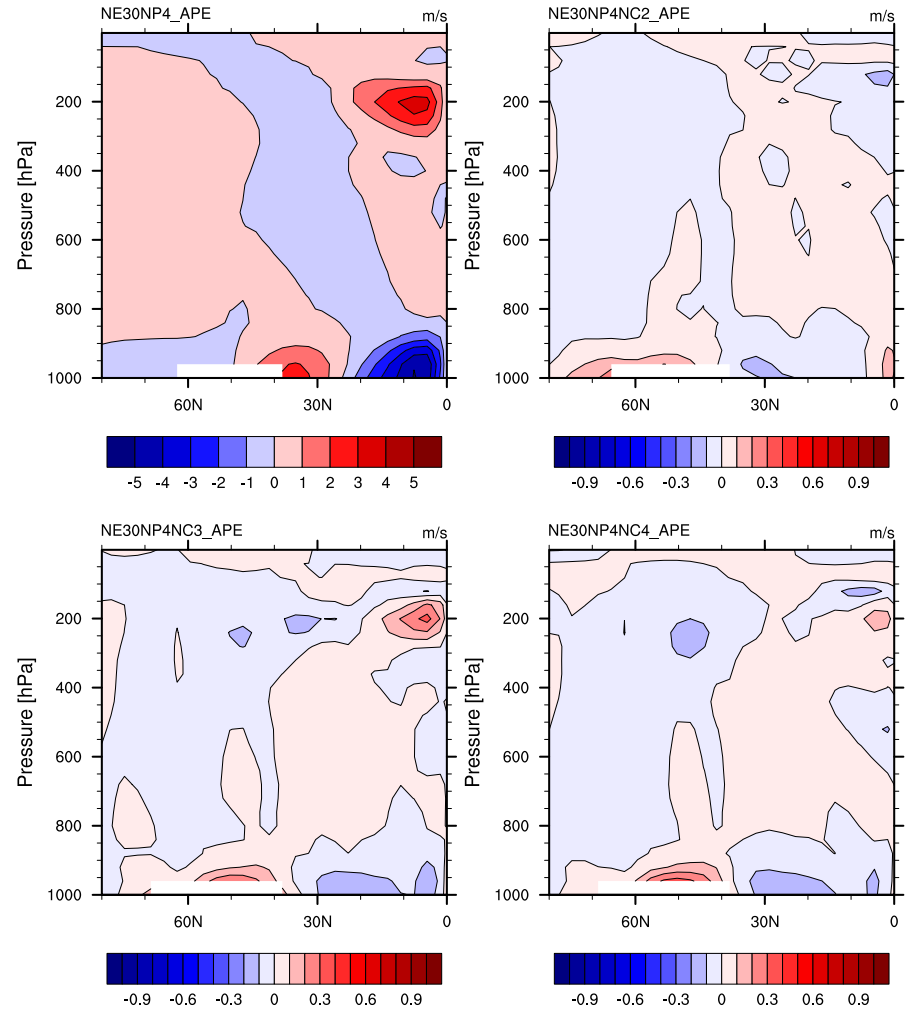 NE30NP4_APE m/s
Pressure [hPa]
200
400
600
800
1000
60N 30N 0
-5 -4 -3 -2 -1 0 1 2 3 4 5
NE30NP4NC2_APE m/s
Pressure [hPa]
200
400
600
800
1000
60N 30N 0
-0.9 -0.6 -0.3 0 0.3 0.6 0.9
NE30NP4NC3_APE m/s
Pressure [hPa]
200
400
600
800
1000
60N 30N 0
-0.9 -0.6 -0.3 0 0.3 0.6 0.9
NE30NP4NC4_APE m/s
Pressure [hPa]
200
400
600
800
1000
60N 30N 0
-0.9 -0.6 -0.3 0 0.3 0.6 0.9